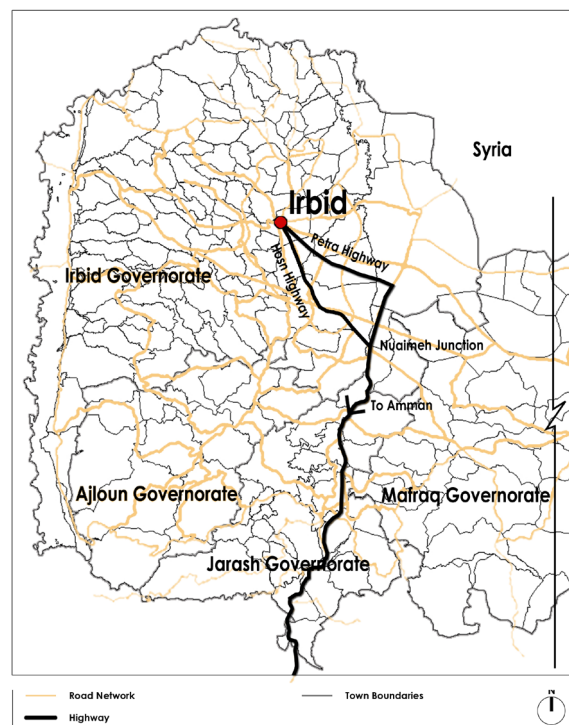 Syria
Irbid
Petra Highway
Hosn Highway
Irbid Governorate
Nuaimeh Junction
To Amman
Ajloun Governorate
Mafraq Governorate
Jarash Governorate
Road Network
Town Boundaries
N
Highway